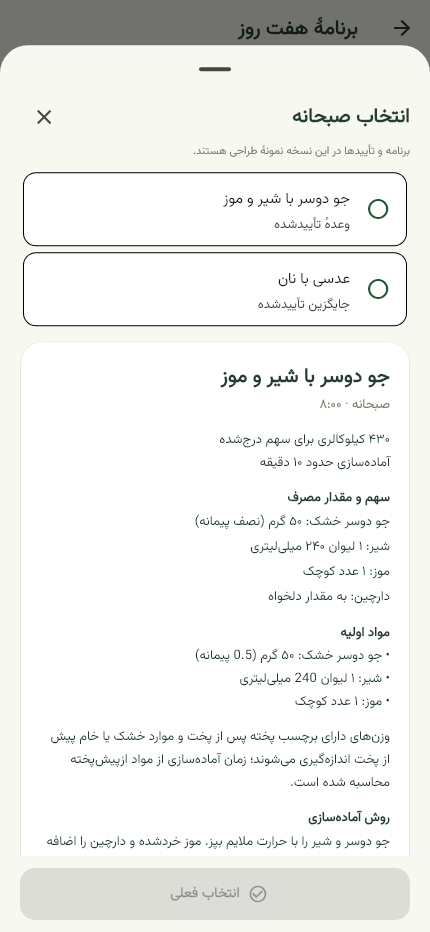 برنامهٔ هفت روز
انتخاب صبحانه
برنامه و تأییدها در این نسخه نمونهٔ طراحی هستند.
جو دوسر با شیر و موز
وعدهٔ تأییدشده
عدسی با نان
جایگزین تأییدشده
جو دوسر با شیر و موز
صبحانه · ۸:۰۰
۴۳۰ کیلوکالری برای سهم درج‌شده
آماده‌سازی حدود ۱۰ دقیقه
سهم و مقدار مصرف
جو دوسر خشک: ۵۰ گرم (نصف پیمانه)
شیر: ۱ لیوان ۲۴۰ میلی‌لیتری
موز: ۱ عدد کوچک
دارچین: به مقدار دلخواه
مواد اولیه
• جو دوسر خشک: ۵۰ گرم (0.5 پیمانه)
• شیر: ۱ لیوان 240 میلی‌لیتری
• موز: ۱ عدد کوچک
وزن‌های دارای برچسب پخته پس از پخت و موارد خشک یا خام پیش
از پخت اندازه‌گیری می‌شوند؛ زمان آماده‌سازی از مواد ازپیش‌پخته
محاسبه شده است.
روش آماده‌سازی
جو دوسر و شیر را با حرارت ملایم بپز. موز خردشده و دارچین را اضافه
انتخاب فعلی